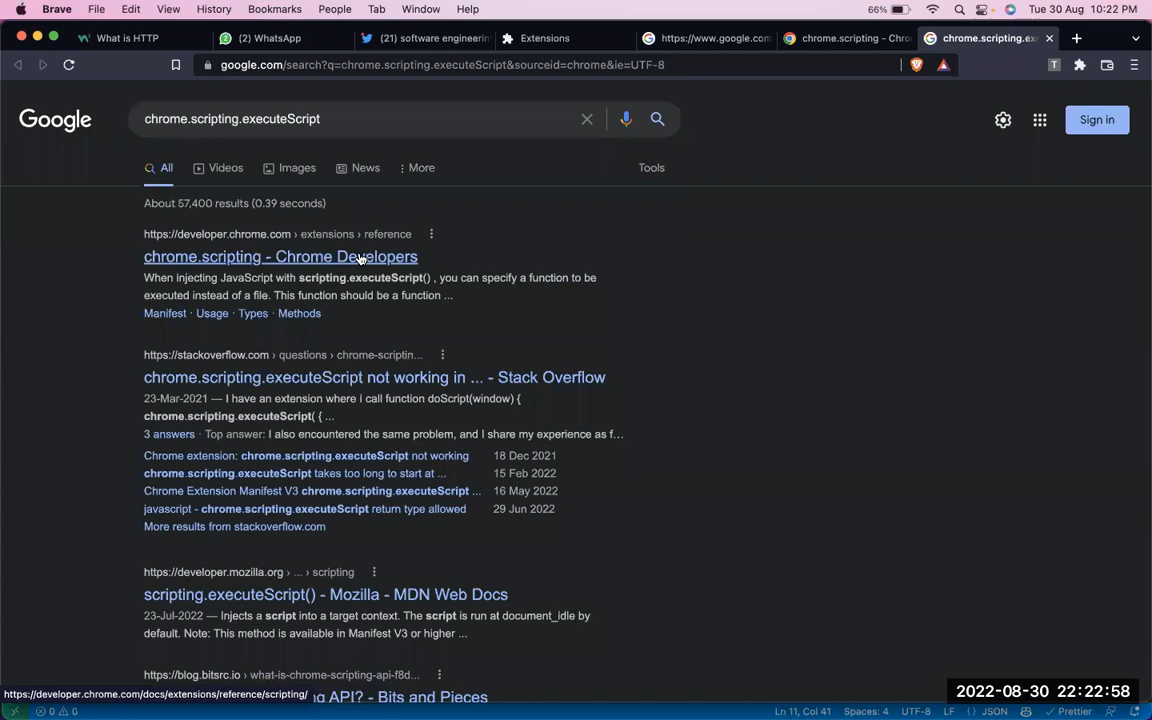 Brave File Edit View History Bookmarks People Tab Window Help 66% Tue 30 Aug 10:22 PM
What is HTTP (2) WhatsApp (21) software engineerin Extensions https://www.google.com chrome.scripting - Chro chrome.scripting.exe
google.com/search?q=chrome.scripting.executeScript&sourceid=chrome&ie=UTF-8 T
Google chrome.scripting.executeScript Sign in
All Videos Images News More Tools
About 57,400 results (0.39 seconds)
https://developer.chrome.com › extensions › reference
chrome.scripting - Chrome Developers
When injecting JavaScript with scripting.executeScript() , you can specify a function to be
executed instead of a file. This function should be a function ...
Manifest · Usage · Types · Methods
https://stackoverflow.com › questions › chrome-scriptin...
chrome.scripting.executeScript not working in ... - Stack Overflow
23-Mar-2021 — I have an extension where i call function doScript(window) {
chrome.scripting.executeScript( { ...
3 answers · Top answer: I also encountered the same problem, and I share my experience as f...
Chrome extension: chrome.scripting.executeScript not working 18 Dec 2021
chrome.scripting.executeScript takes too long to start at ... 15 Feb 2022
Chrome Extension Manifest V3 chrome.scripting.executeScript ... 16 May 2022
javascript - chrome.scripting.executeScript return type allowed 29 Jun 2022
More results from stackoverflow.com
https://developer.mozilla.org › ... › scripting
scripting.executeScript() - Mozilla - MDN Web Docs
23-Jul-2022 — Injects a script into a target context. The script is run at document_idle by
default. Note: This method is available in Manifest V3 or higher ...
https://blog.bitsrc.io › what-is-chrome-scripting-api-f8d...
g API? - Bits and Pieces
https://developer.chrome.com/docs/extensions/reference/scripting/
2022-08-30 22:22:58
0 0 Ln 11, Col 41 Spaces: 4 UTF-8 LF {} JSON Prettier